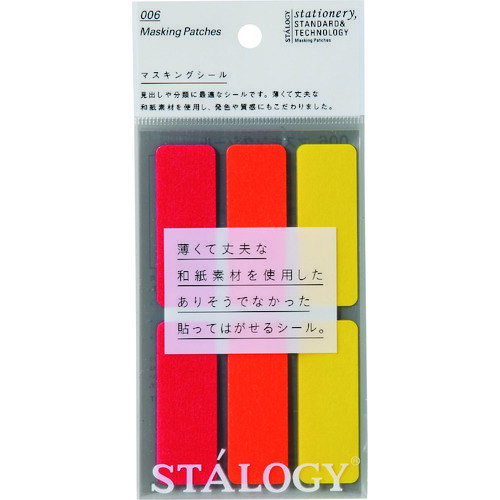 006
Masking Patches
STÁLOGY
stationery,
STANDARD &
TECHNOLOGY
Masking Patches
マスキングシール
見出しや分類に最適なシールです。薄くて丈夫な
和紙素材を使用し、発色や質感にもこだわりました。
薄くて丈夫な
和紙素材を使用した
ありそうでなかった
貼ってはがせるシール。
STÁLOGY®